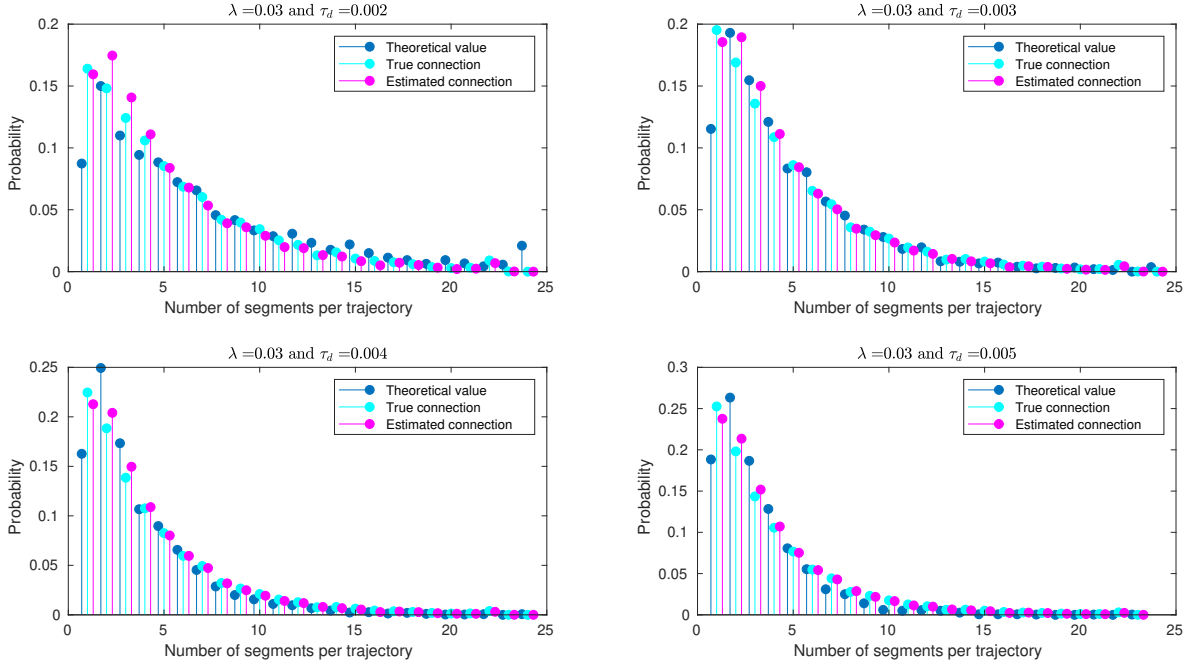 λ =0.03 and τd =0.002
0.2
0.15
0.1
0.05
0
Probability
Theoretical value
True connection
Estimated connection
0 5 10 15 20 25
Number of segments per trajectory
λ =0.03 and τd =0.003
0.2
0.15
0.1
0.05
0
Probability
Theoretical value
True connection
Estimated connection
0 5 10 15 20 25
Number of segments per trajectory
λ =0.03 and τd =0.004
0.25
0.2
0.15
0.1
0.05
0
Probability
Theoretical value
True connection
Estimated connection
0 5 10 15 20 25
Number of segments per trajectory
λ =0.03 and τd =0.005
0.3
0.25
0.2
0.15
0.1
0.05
0
Probability
Theoretical value
True connection
Estimated connection
0 5 10 15 20 25
Number of segments per trajectory